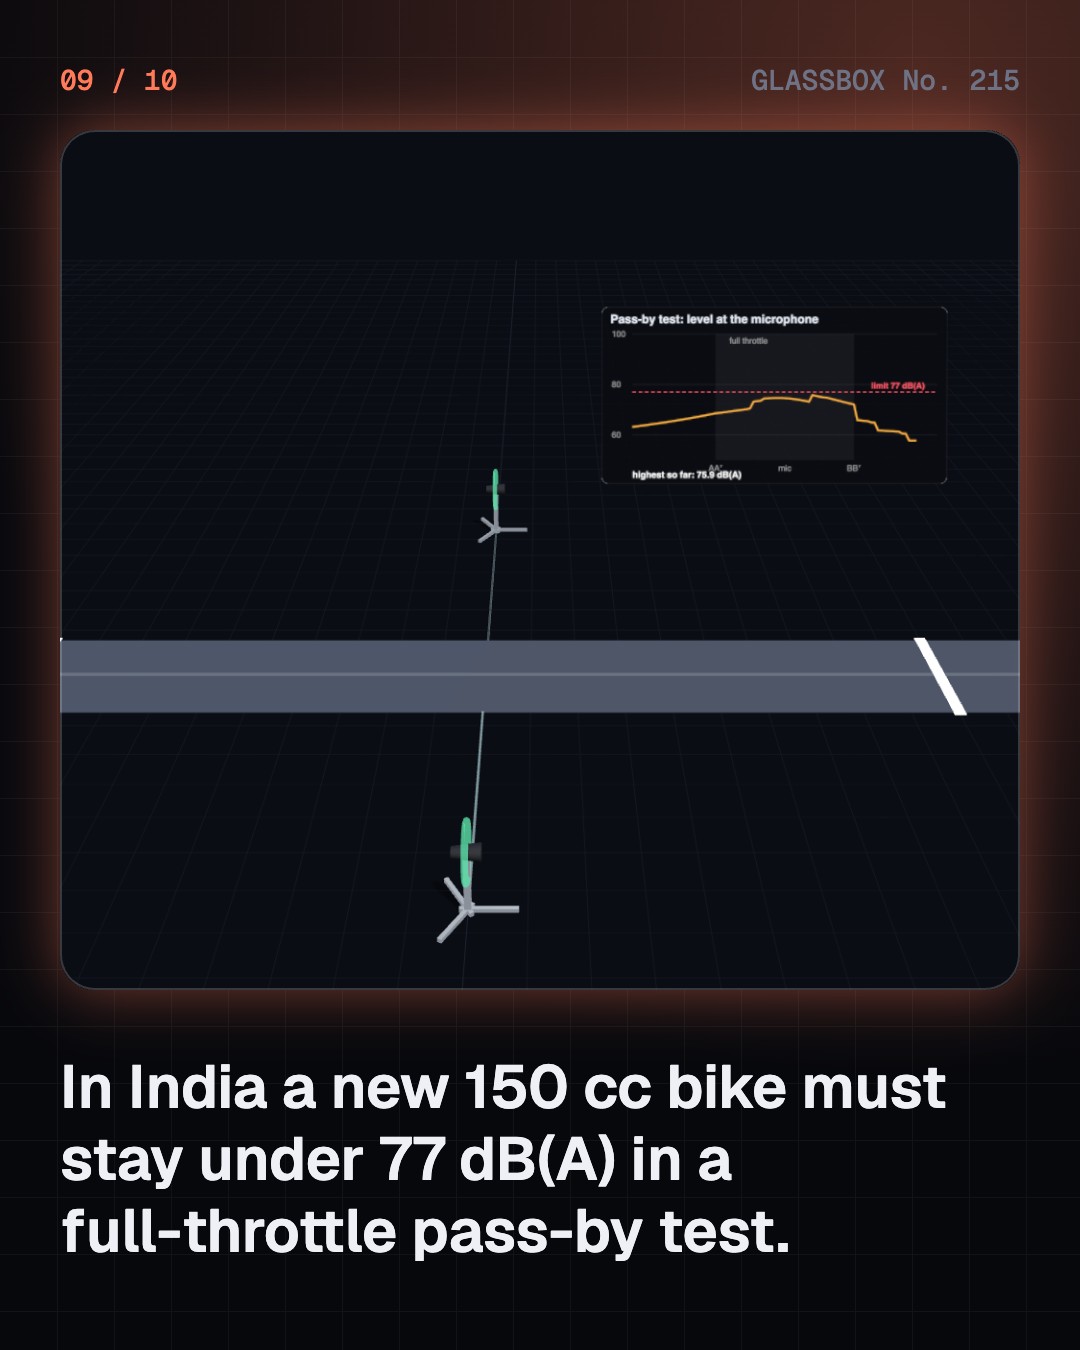 09 / 10
GLASSBOX No. 215
Pass-by test: level at the microphone
100
full throttle
80
limit 77 dB(A)
60
AA'
mic
BB'
highest so far: 75.9 dB(A)
In India a new 150 cc bike must
stay under 77 dB(A) in a
full-throttle pass-by test.